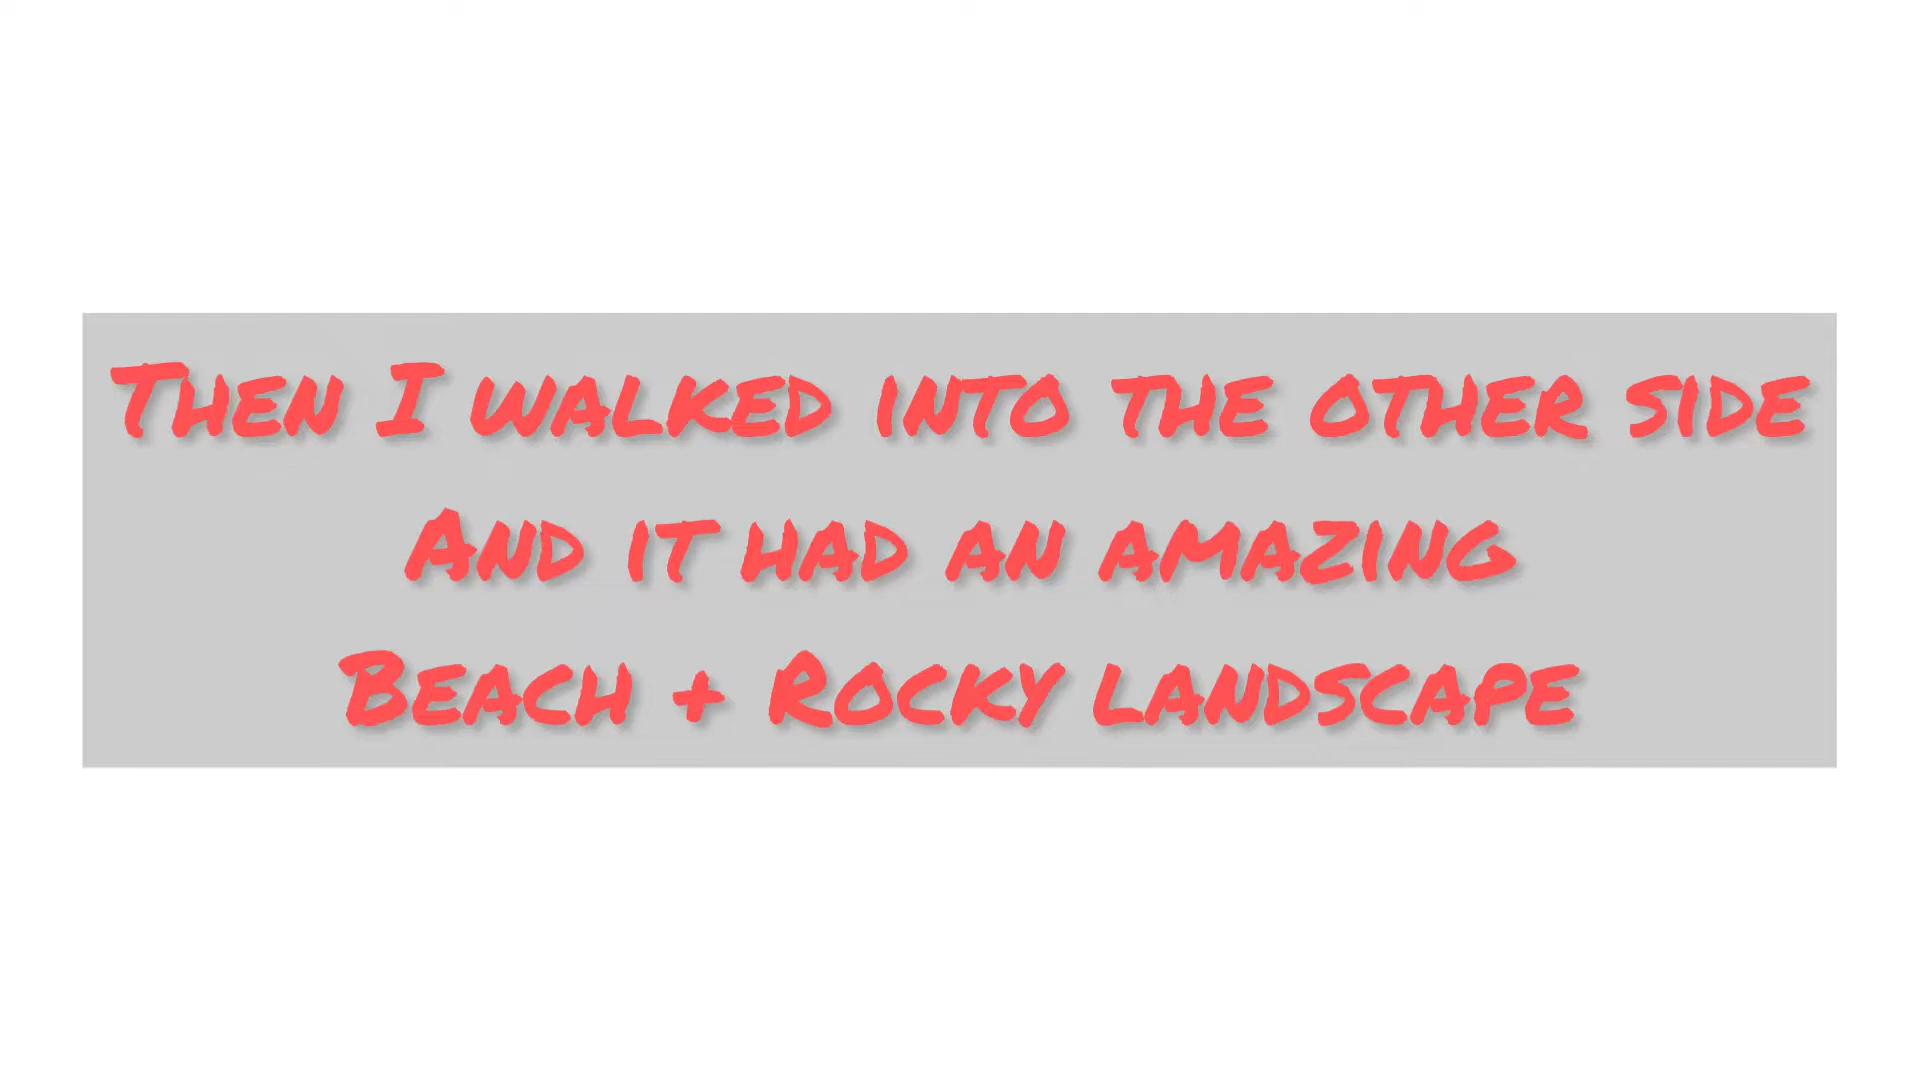 Then I walked into the other side
And it had an amazing
Beach + Rocky landscape